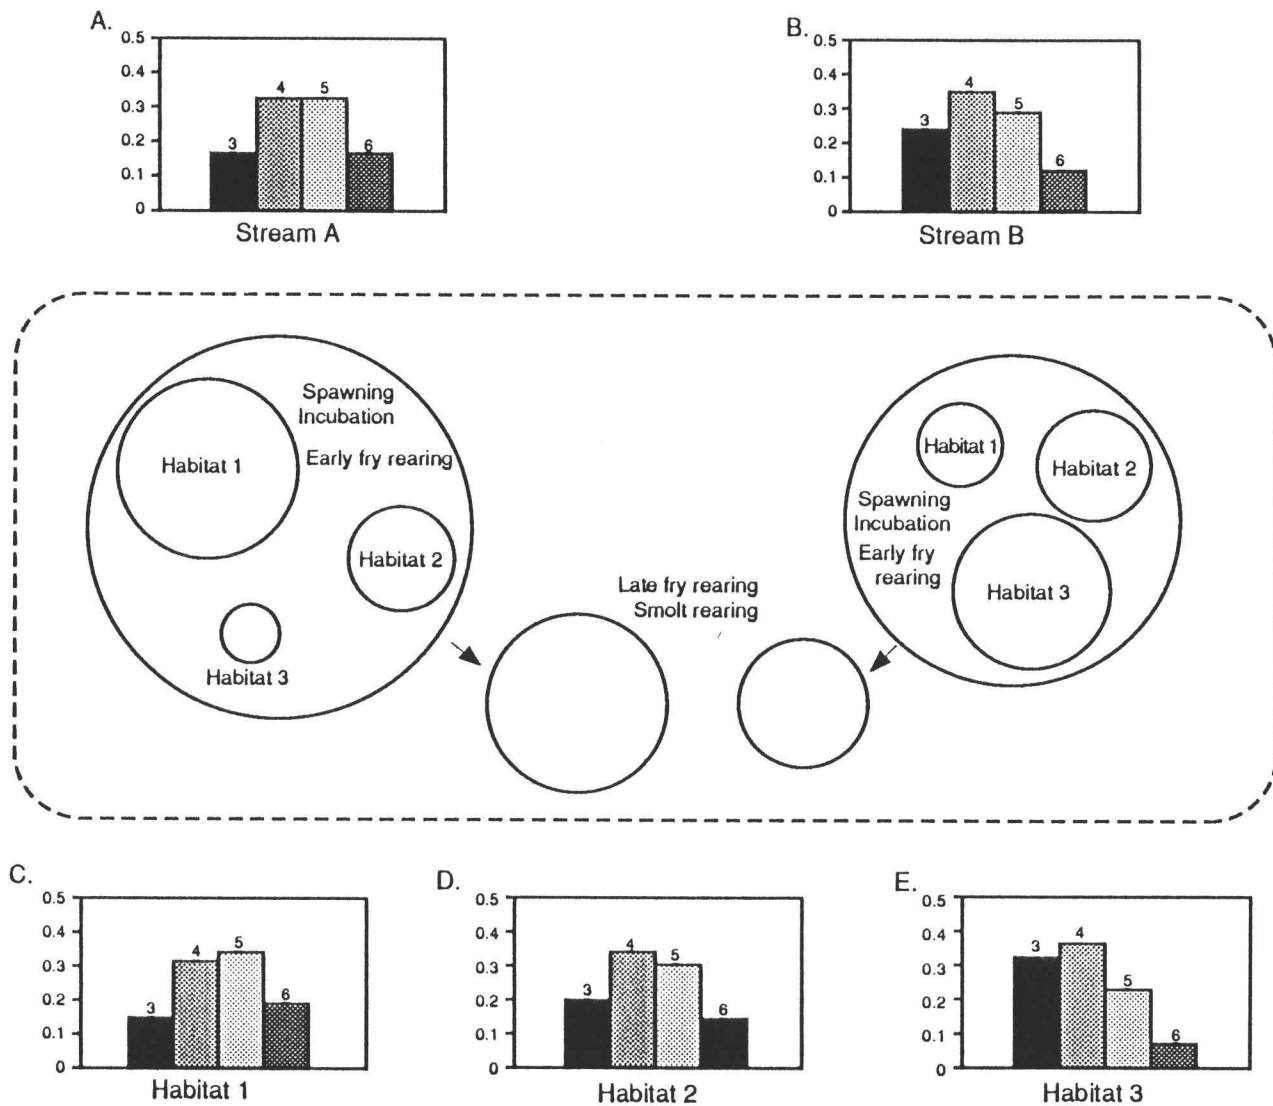 A.
0.5
0.4
0.3
0.2
0.1
0
3
4
5
6
Stream A
B.
0.5
0.4
0.3
0.2
0.1
0
3
4
5
6
Stream B
Spawning
Incubation
Early fry rearing
Habitat 1
Habitat 2
Habitat 3
Late fry rearing
Smolt rearing
Habitat 1
Habitat 2
Spawning
Incubation
Early fry
rearing
Habitat 3
C.
0.5
0.4
0.3
0.2
0.1
0
3
4
5
6
Habitat 1
D.
0.5
0.4
0.3
0.2
0.1
0
3
4
5
6
Habitat 2
E.
0.5
0.4
0.3
0.2
0.1
0
3
4
5
6
Habitat 3